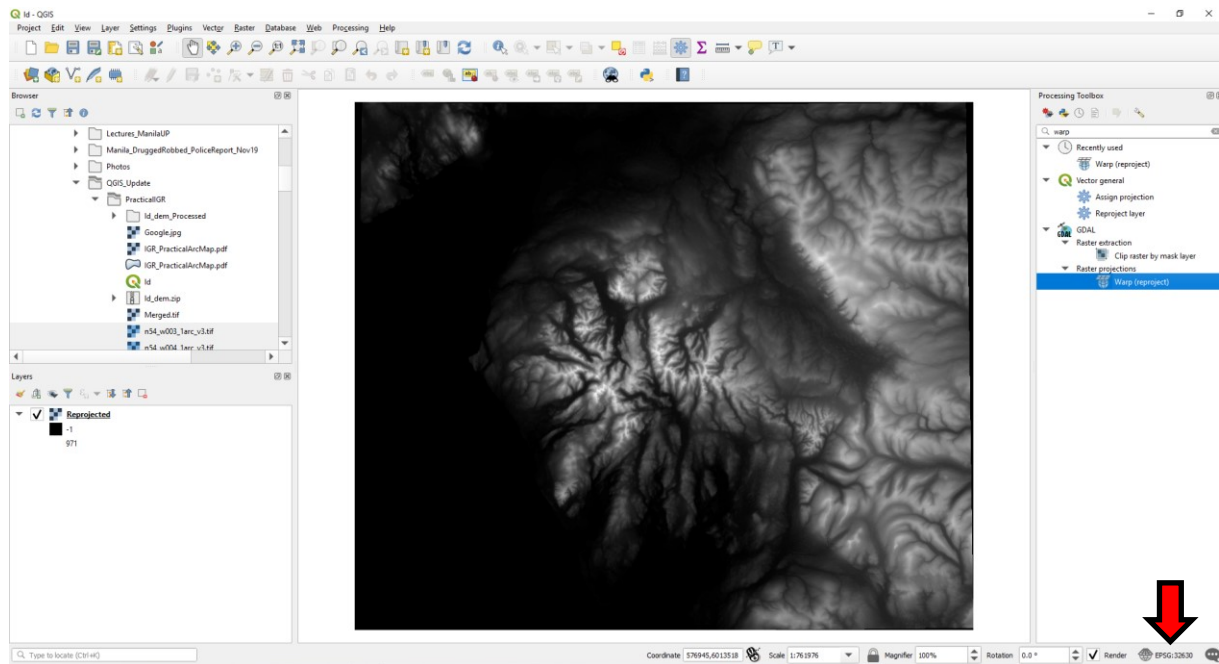 ld - QGIS
Project Edit View Layer Settings Plugins Vector Raster Database Web Processing Help
Browser
Lectures_ManilaUP
Manila_DruggedRobbed_PoliceReport_Nov19
Photos
QGIS_Update
PracticalIGR
ld_dem_Processed
Google.jpg
IGR_PracticalArcMap.pdf
IGR_PracticalArcMap.pdf
ld
ld_dem.zip
Merged.tif
n54_w003_1arc_v3.tif
n54_w004_1arc_v3.tif
Layers
Reprojected
-1
971
Processing Toolbox
warp
Recently used
Warp (reproject)
Vector general
Assign projection
Reproject layer
GDAL
Raster extraction
Clip raster by mask layer
Raster projections
Warp (reproject)
Type to locate (Ctrl+K)
Coordinate 576945,6013518 Scale 1:761976 Magnifier 100% Rotation 0.0 ° Render EPSG:32630